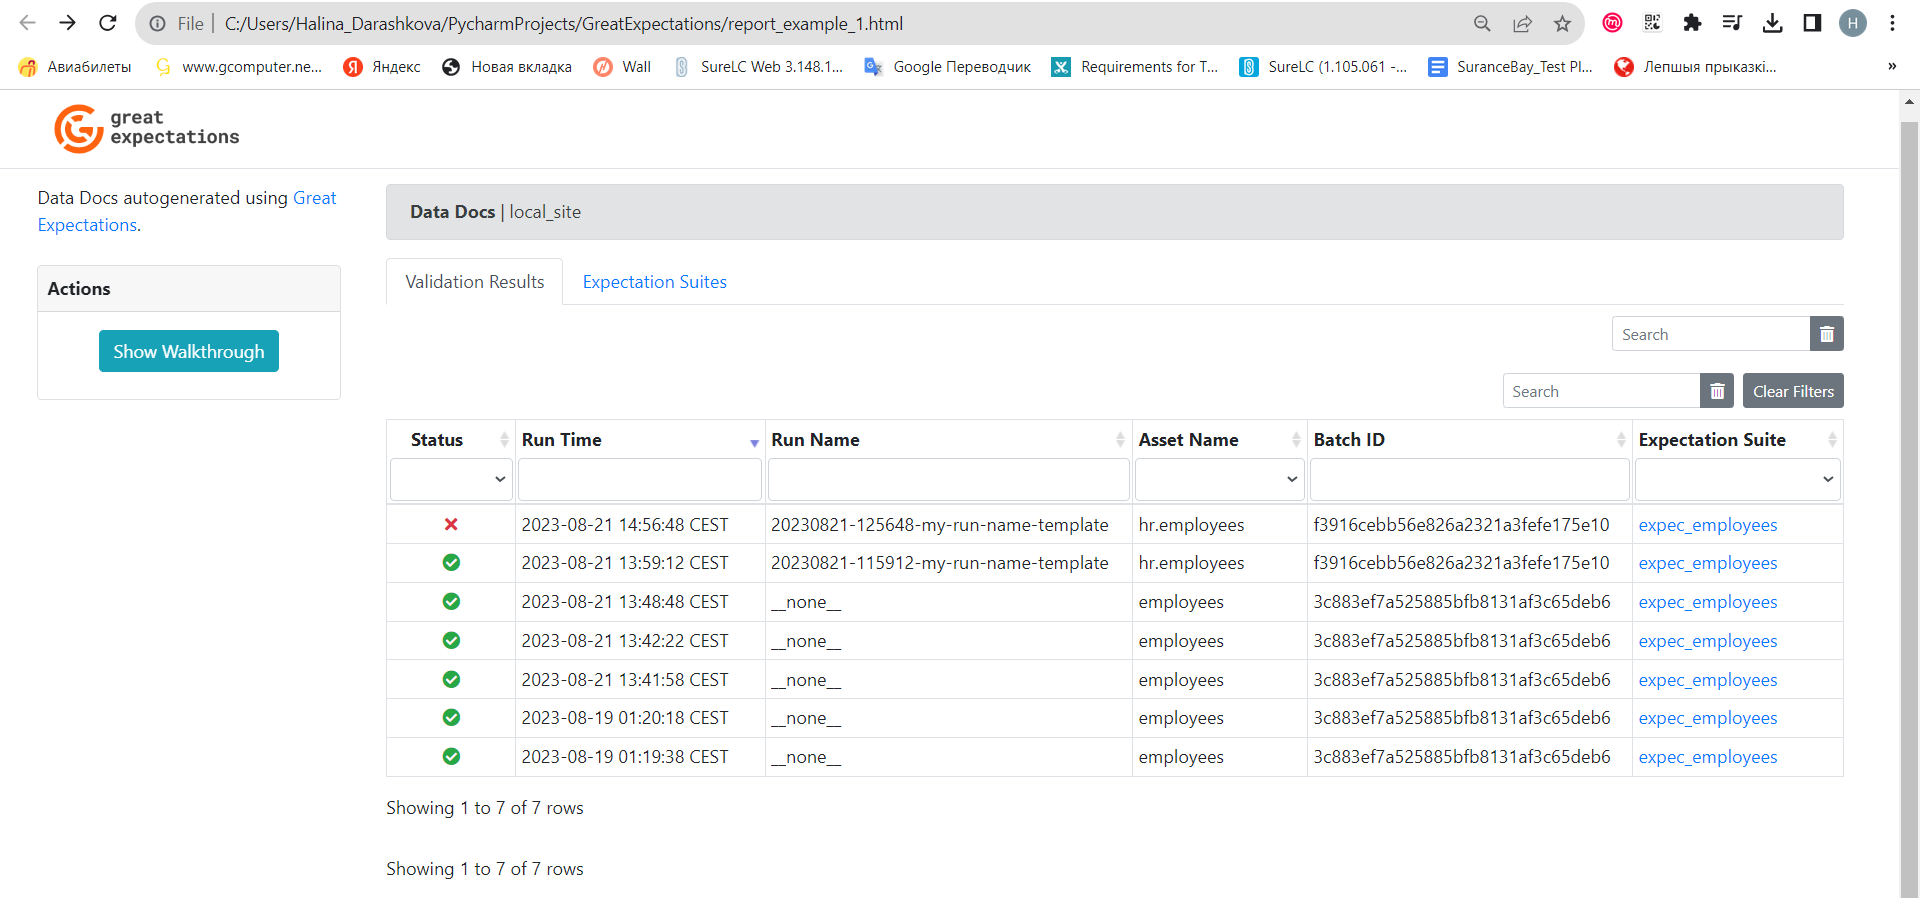 File | C:/Users/Halina_Darashkova/PycharmProjects/GreatExpectations/report_example_1.html
H
Авиабилеты www.gcomputer.ne... Яндекс Новая вкладка Wall SureLC Web 3.148.1... Google Переводчик Requirements for T... SureLC (1.105.061 -... SuranceBay_Test Pl... Лепшыя прыказкі... »
great
expectations
Data Docs autogenerated using Great
Expectations.
Actions
Show Walkthrough
Data Docs | local_site
Validation Results Expectation Suites
Search
Search Clear Filters
Status Run Time Run Name Asset Name Batch ID Expectation Suite
2023-08-21 14:56:48 CEST 20230821-125648-my-run-name-template hr.employees f3916cebb56e826a2321a3fefe175e10 expec_employees
2023-08-21 13:59:12 CEST 20230821-115912-my-run-name-template hr.employees f3916cebb56e826a2321a3fefe175e10 expec_employees
2023-08-21 13:48:48 CEST __none__ employees 3c883ef7a525885bfb8131af3c65deb6 expec_employees
2023-08-21 13:42:22 CEST __none__ employees 3c883ef7a525885bfb8131af3c65deb6 expec_employees
2023-08-21 13:41:58 CEST __none__ employees 3c883ef7a525885bfb8131af3c65deb6 expec_employees
2023-08-19 01:20:18 CEST __none__ employees 3c883ef7a525885bfb8131af3c65deb6 expec_employees
2023-08-19 01:19:38 CEST __none__ employees 3c883ef7a525885bfb8131af3c65deb6 expec_employees
Showing 1 to 7 of 7 rows
Showing 1 to 7 of 7 rows